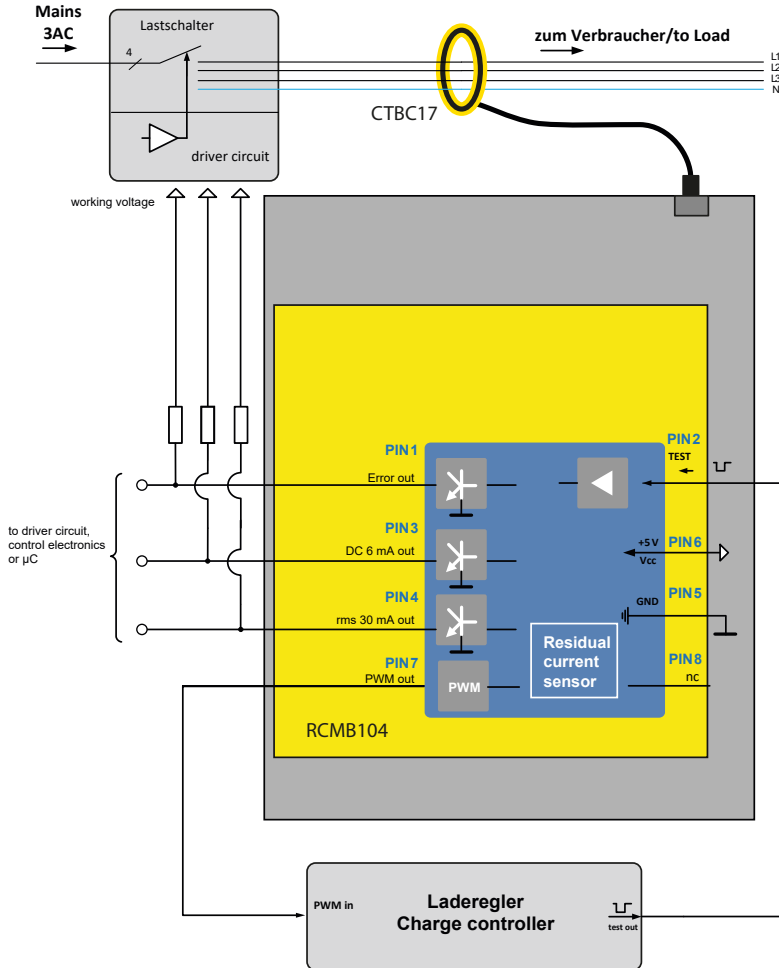 Mains
3AC
Lastschalter
4
zum Verbraucher/to Load
L1
L2
L3
N
CTBC17
driver circuit
working voltage
PIN1
Error out
PIN2
TEST
PIN3
DC 6 mA out
+5 V
Vcc
PIN6
PIN4
rms 30 mA out
PIN5
GND
PIN7
PWM out
PWM
Residual
current
sensor
PIN8
nc
to driver circuit,
control electronics
or µC
RCMB104
PWM in
Laderegler
Charge controller
test out